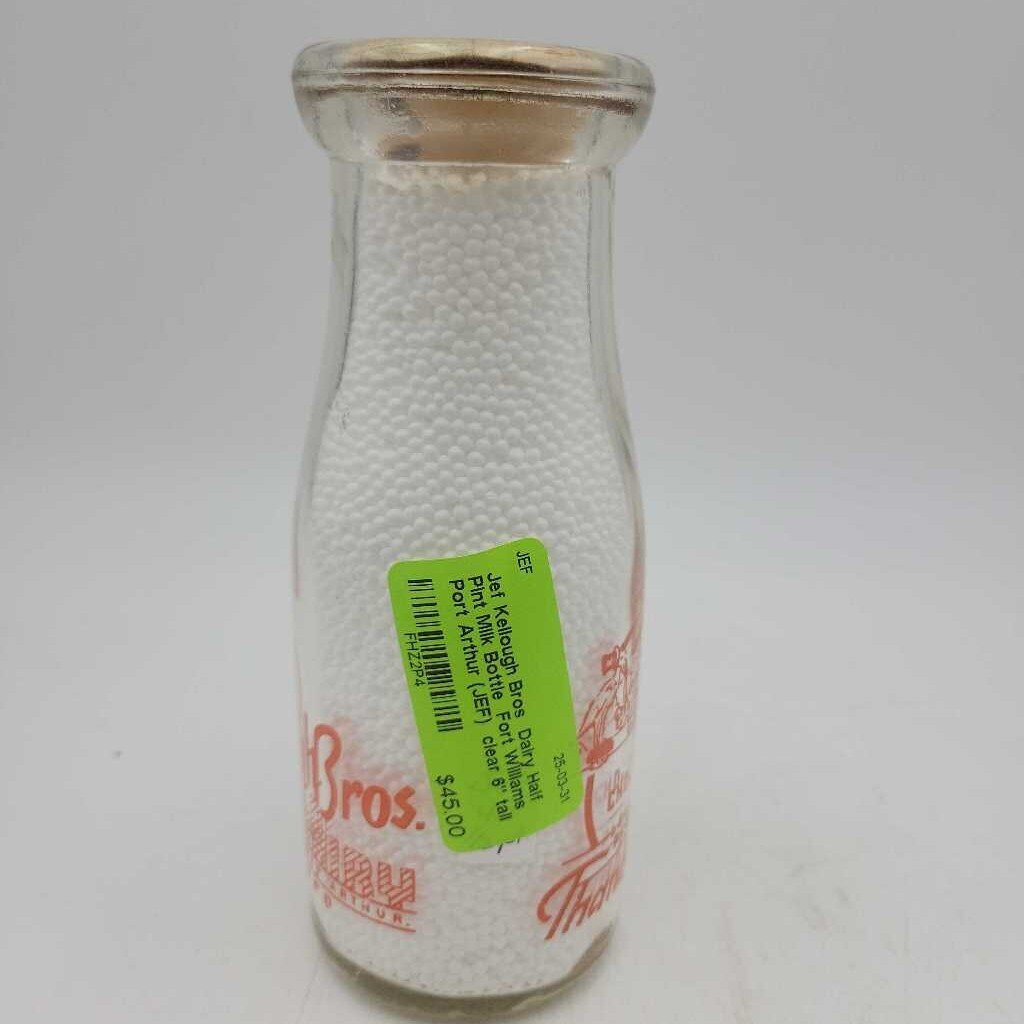 JEF
25-03-31
Jef Kellough Bros Dairy Half
Pint Milk Bottle Fort Williams
Port Arthur (JEF) clear 6" tall
FHZ2P4
$45.00
Bros.
ARTHUR.